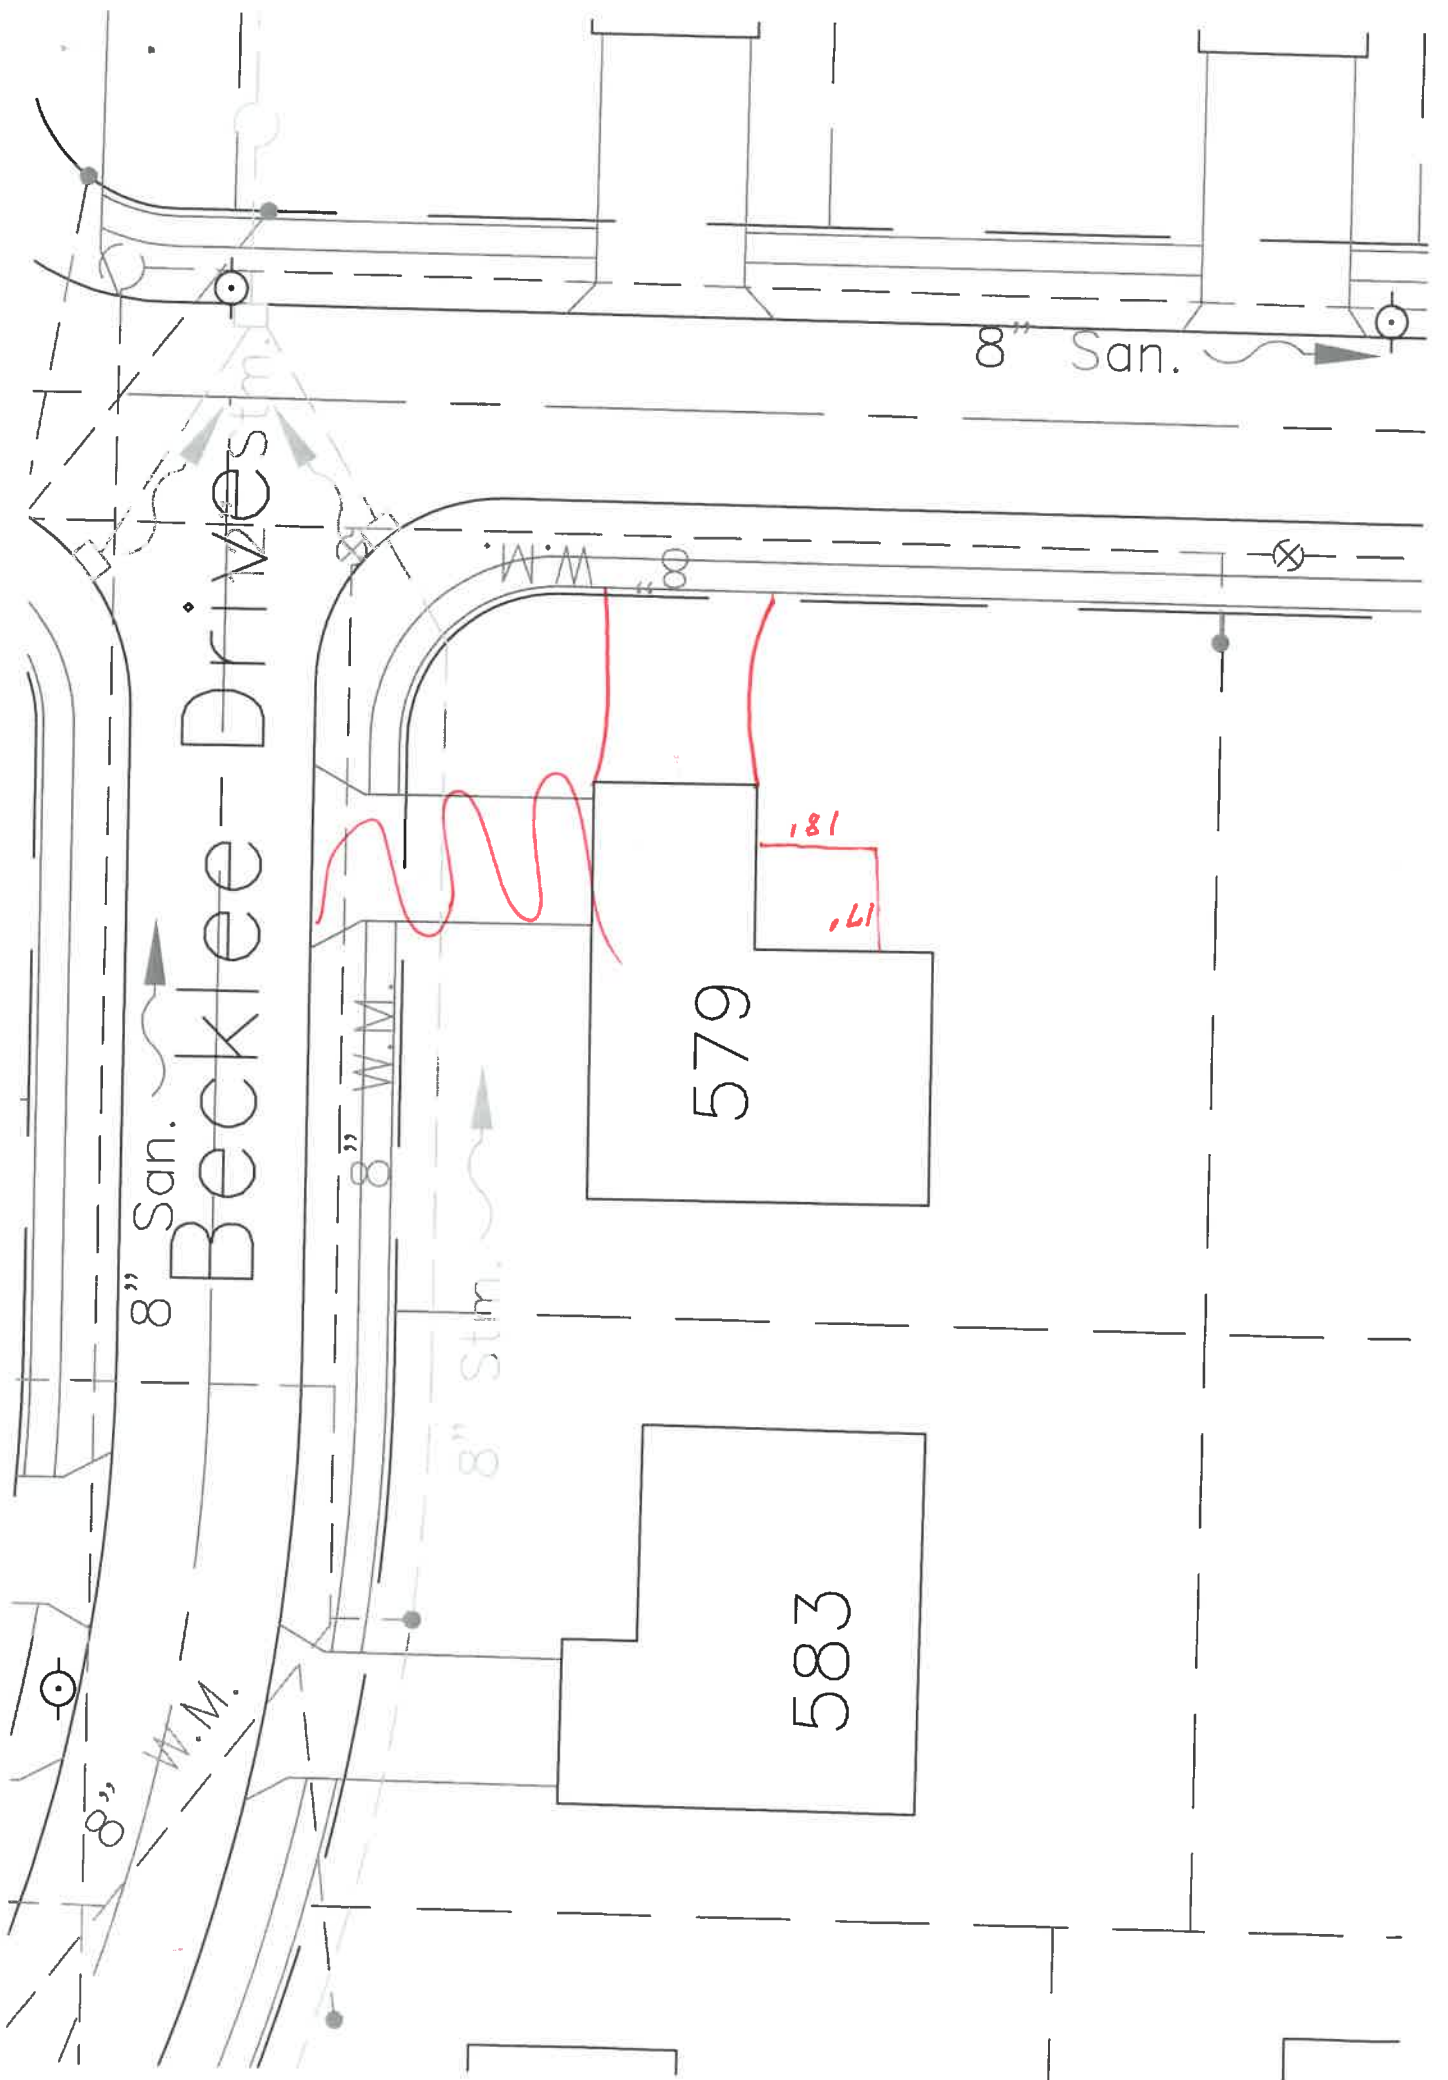 8" San.
8" W.M.
Becklee Drive
Stm.
8" San.
8" W.M.
8" Stm.
18'
17'
579
583
8" W.M.